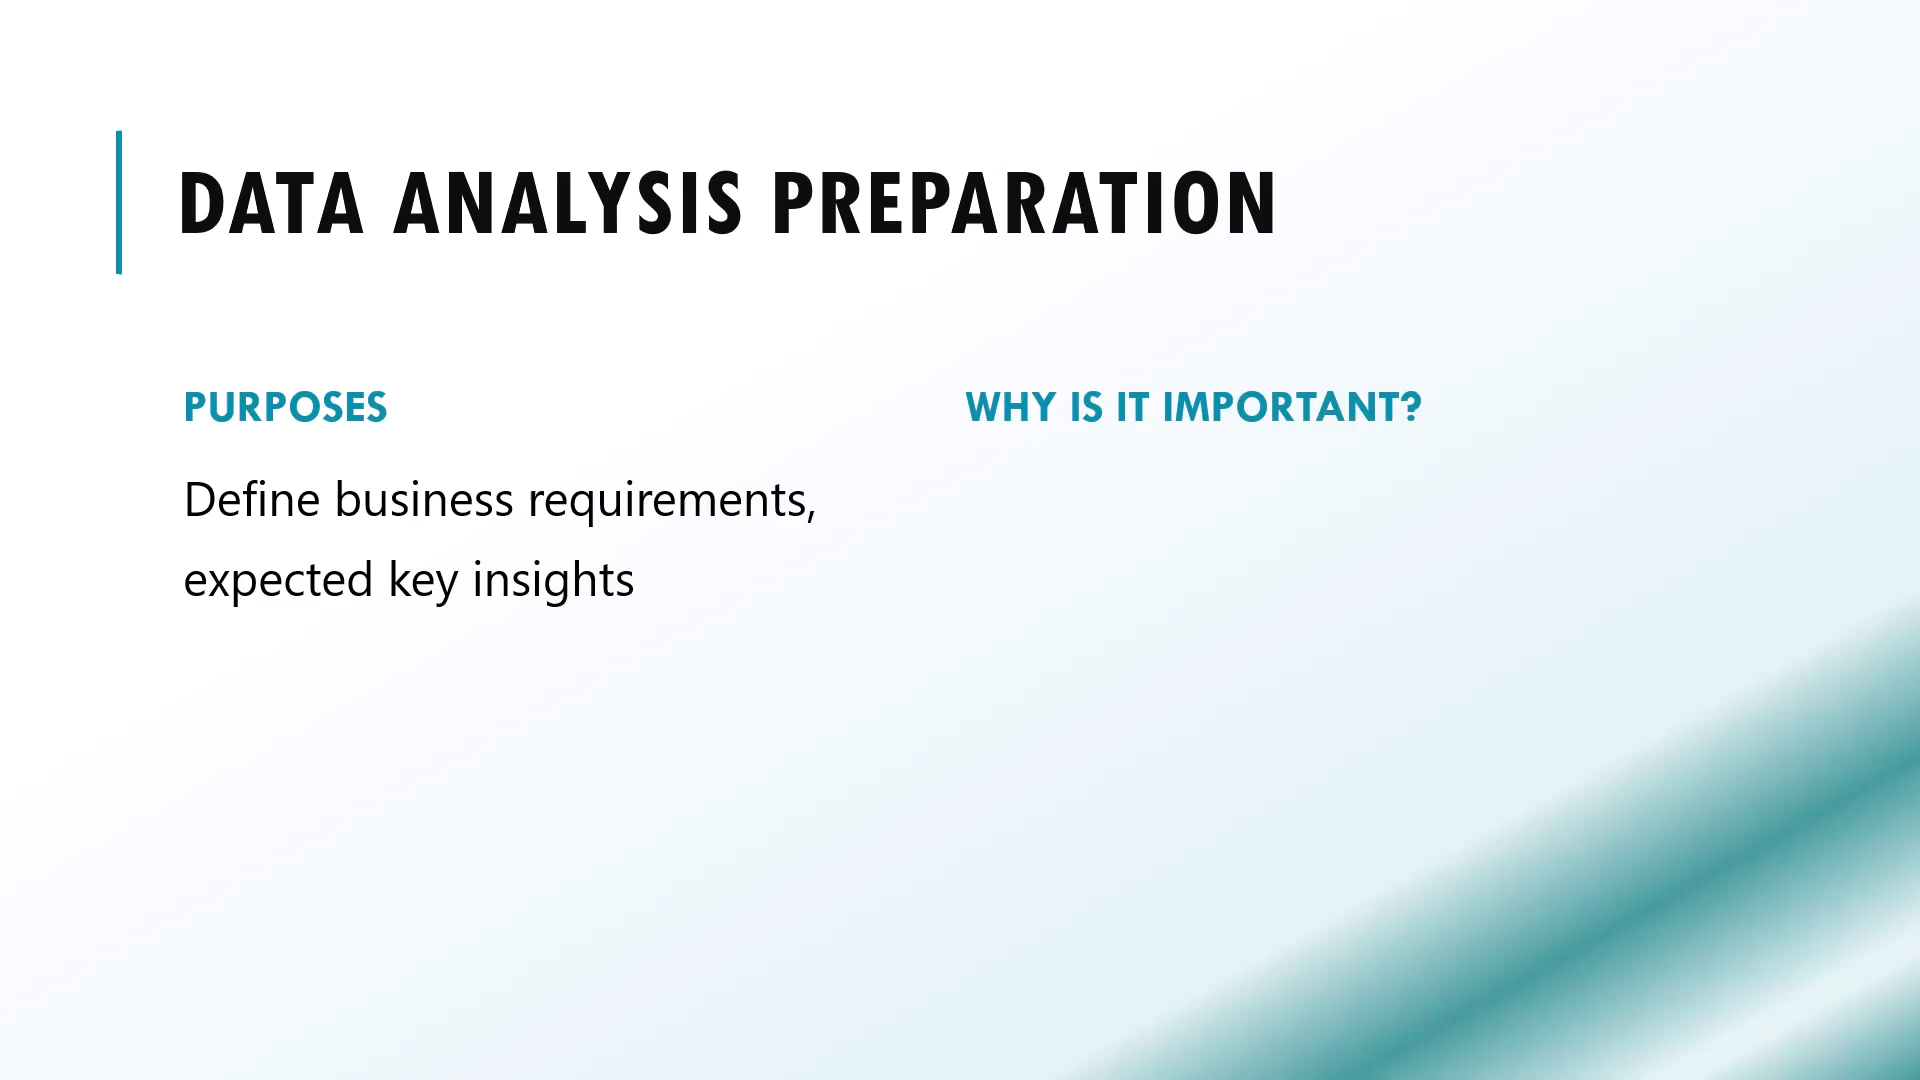 DATA ANALYSIS PREPARATION
PURPOSES
Define business requirements,
expected key insights
WHY IS IT IMPORTANT?